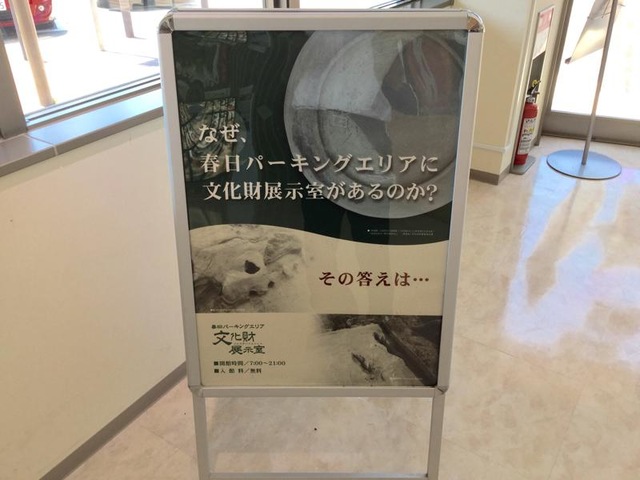 なぜ、
春日パーキングエリアに
文化財展示室があるのか?
その答えは…
春日パーキングエリア
文化財
展示室
■開館時間/7:00~21:00
■入 館 料/無料